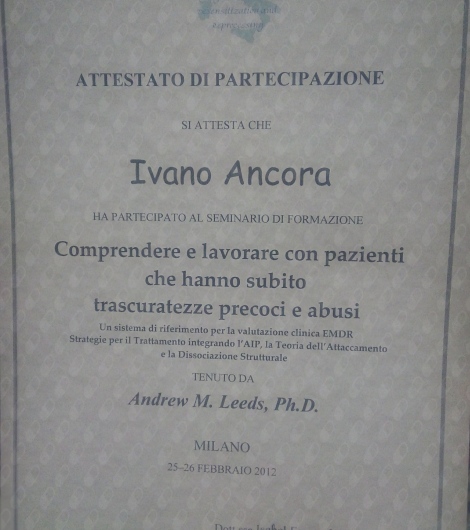 ATTESTATO DI PARTECIPAZIONE
SI ATTESTA CHE
Ivano Ancora
HA PARTECIPATO AL SEMINARIO DI FORMAZIONE
Comprendere e lavorare con pazienti
che hanno subito
trascuratezze precoci e abusi
Un sistema di riferimento per la valutazione clinica EMDR
Strategie per il Trattamento integrando l'AIP, la Teoria dell'Attaccamento
e la Dissociazione Strutturale
TENUTO DA
Andrew M. Leeds, Ph.D.
MILANO
25-26 FEBBRAIO 2012